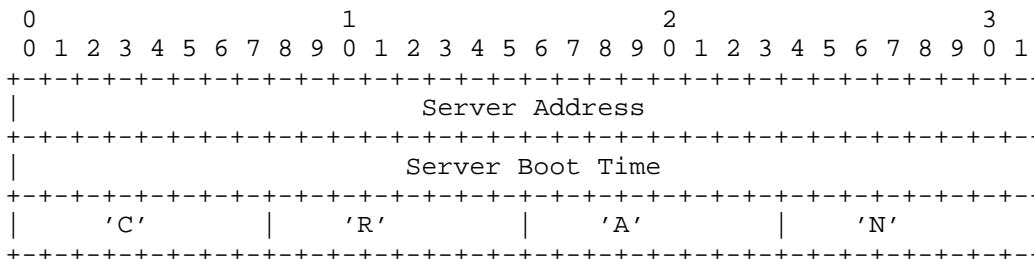 0                   1                   2                   3
0 1 2 3 4 5 6 7 8 9 0 1 2 3 4 5 6 7 8 9 0 1 2 3 4 5 6 7 8 9 0 1
+-+-+-+-+-+-+-+-+-+-+-+-+-+-+-+-+-+-+-+-+-+-+-+-+-+-+-+-+-+-+-+-
|                         Server Address
+-+-+-+-+-+-+-+-+-+-+-+-+-+-+-+-+-+-+-+-+-+-+-+-+-+-+-+-+-+-+-+-
|                        Server Boot Time
+-+-+-+-+-+-+-+-+-+-+-+-+-+-+-+-+-+-+-+-+-+-+-+-+-+-+-+-+-+-+-+-
|     ’C’       |    ’R’        |    ’A’        |    ’N’
+-+-+-+-+-+-+-+-+-+-+-+-+-+-+-+-+-+-+-+-+-+-+-+-+-+-+-+-+-+-+-+-